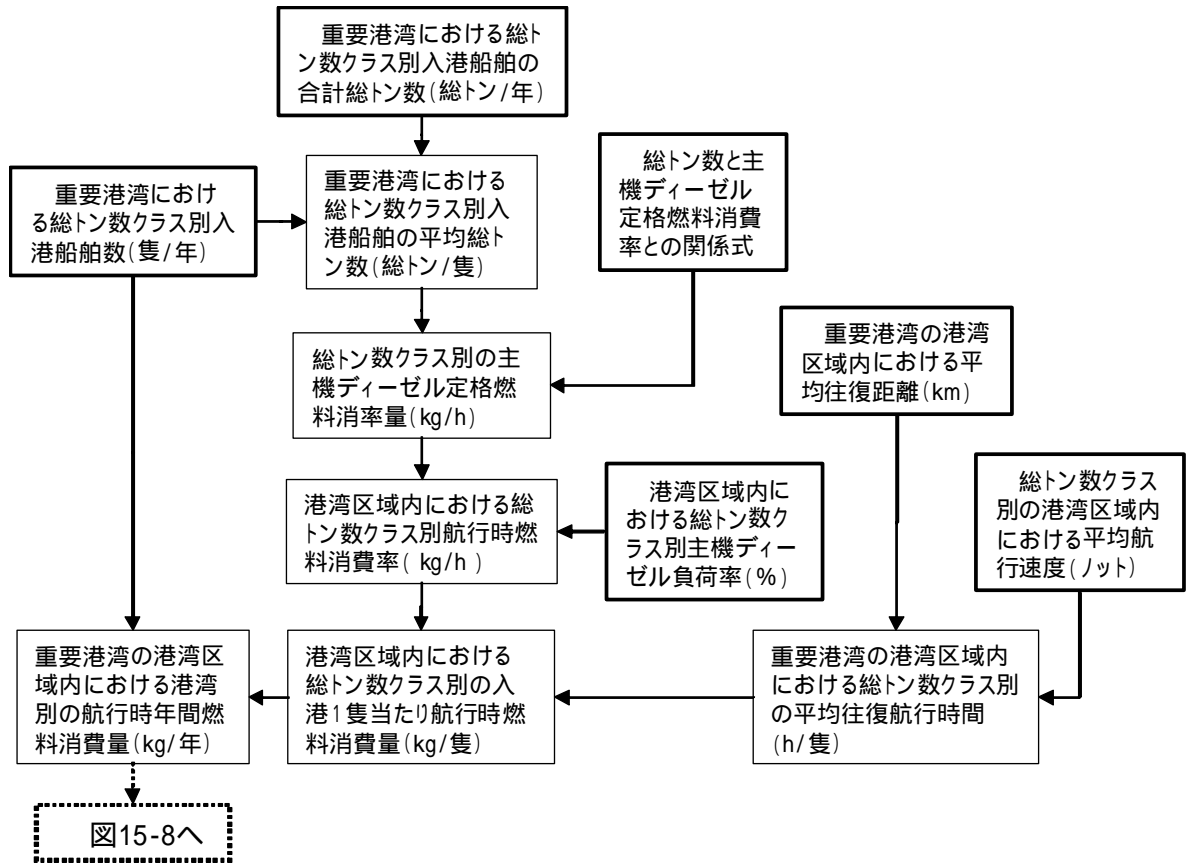 重要港湾における総ト
ン数クラス別入港船舶の
合計総トン数(総トン/年)
重要港湾におけ
る総トン数クラス別入
港船舶数(隻/年)
重要港湾における
総トン数クラス別入
港船舶の平均総ト
ン数(総トン/隻)
総トン数と主
機ディーゼル
定格燃料消費
率との関係式
総トン数クラス別の主
機ディーゼル定格燃
料消率量(kg/h)
重要港湾の港湾
区域内における平
均往復距離(km)
港湾区域内における総
トン数クラス別航行時燃
料消費率( kg/h )
港湾区域内に
おける総トン数ク
ラス別主機ディー
ゼル負荷率(%)
総トン数クラス
別の港湾区域内
における平均航
行速度(ノット)
重要港湾の港湾区
域内における港湾
別の航行時年間燃
料消費量(kg/年)
港湾区域内における
総トン数クラス別の入
港1隻当たり航行時燃
料消費量(kg/隻)
重要港湾の港湾区域内
における総トン数クラス別
の平均往復航行時間
(h/隻)
図15-8へ